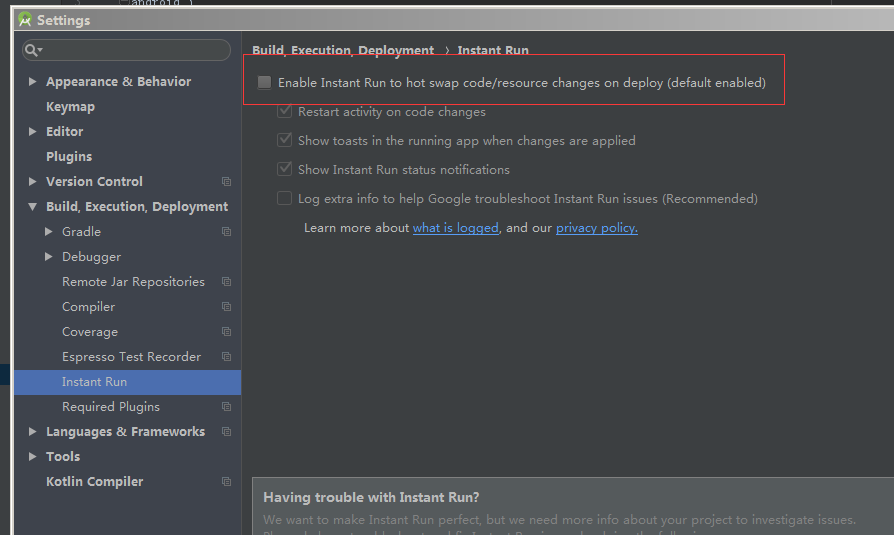 android {
Settings
Build, Execution, Deployment › Instant Run
Enable Instant Run to hot swap code/resource changes on deploy (default enabled)
Restart activity on code changes
Show toasts in the running app when changes are applied
Show Instant Run status notifications
Log extra info to help Google troubleshoot Instant Run issues (Recommended)
Learn more about what is logged, and our privacy policy.
Appearance & Behavior
Keymap
Editor
Plugins
Version Control
Build, Execution, Deployment
Gradle
Debugger
Remote Jar Repositories
Compiler
Coverage
Espresso Test Recorder
Instant Run
Required Plugins
Languages & Frameworks
Tools
Kotlin Compiler
Having trouble with Instant Run?
We want to make Instant Run perfect, but we need more info about your project to investigate issues.